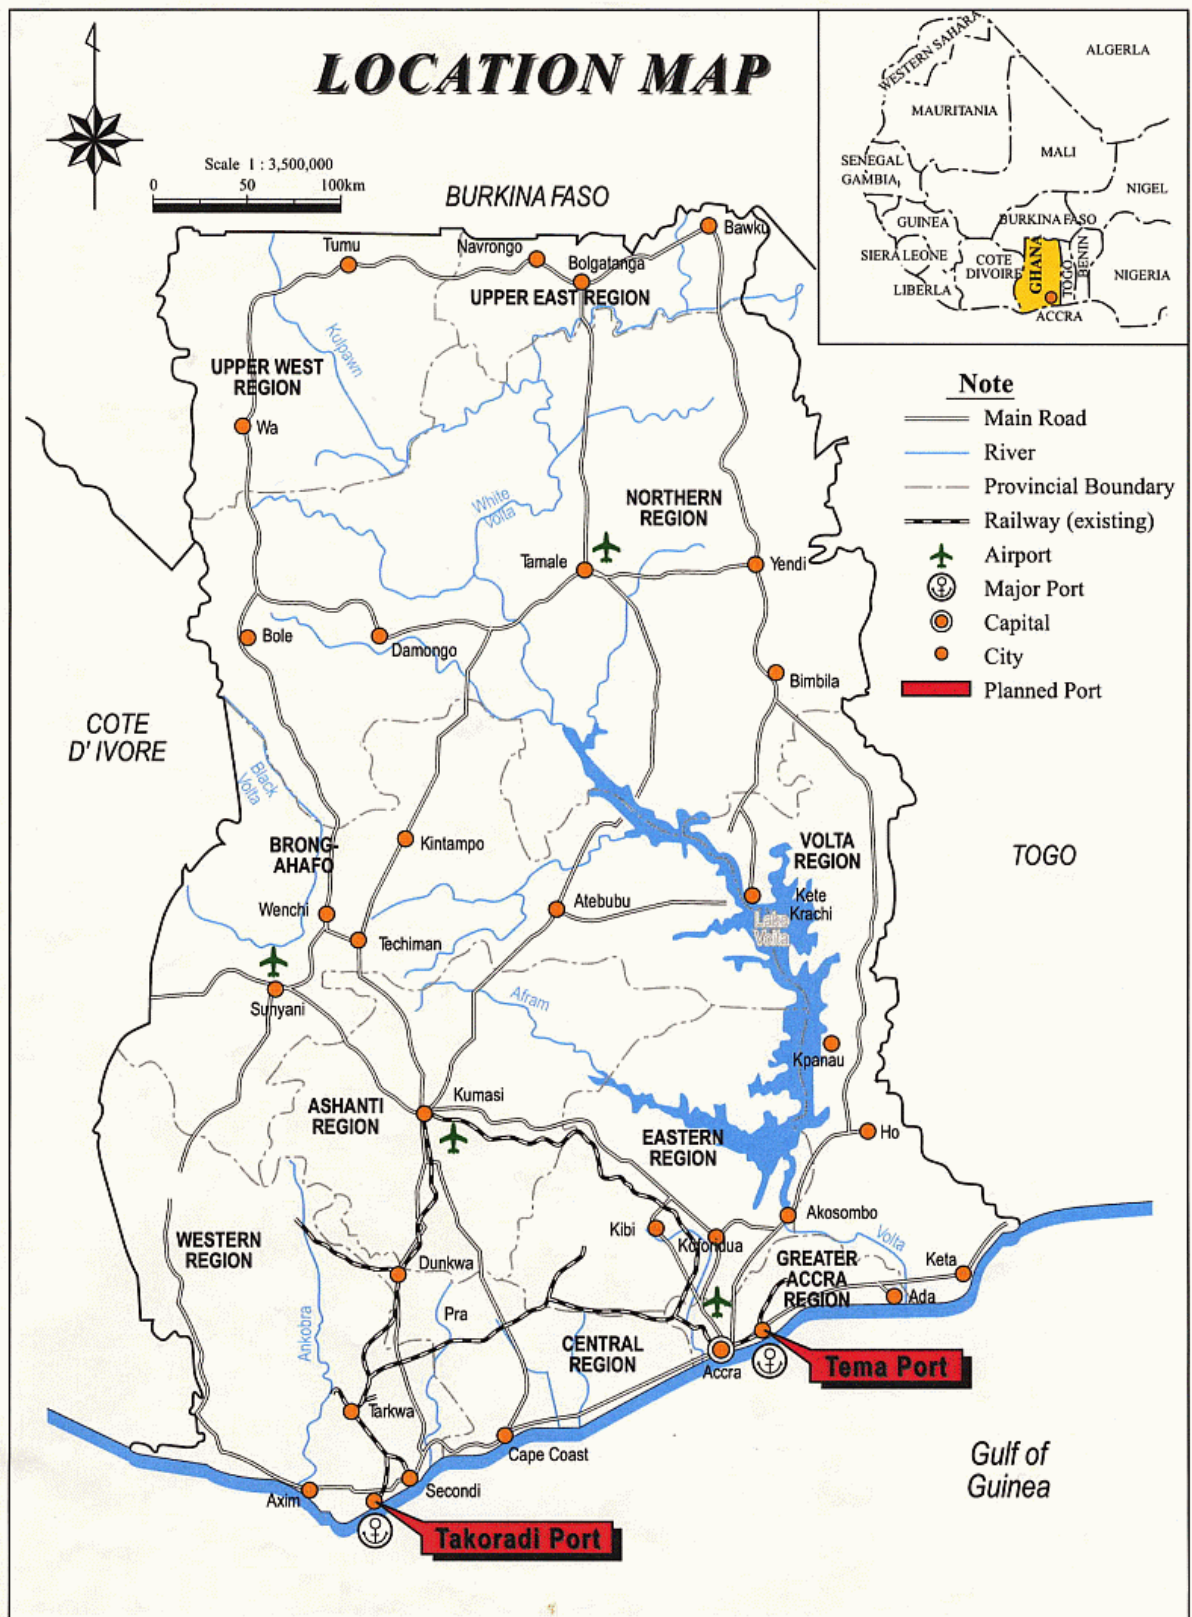 LOCATION MAP
Scale 1 : 3,500,000
0 50 100km
BURKINA FASO
WESTERN SAHARA
ALGERLA
MAURITANIA
MALI
SENEGAL
GAMBIA
NIGEL
GUINEA
BURKINA FASO
SIERA LEONE
COTE
DIVOIRE
GHANA
TOGO
BENIN
NIGERIA
LIBERLA
ACCRA
Note
Main Road
River
Provincial Boundary
Railway (existing)
Airport
Major Port
Capital
City
Planned Port
Tumu
Navrongo
Bolgatanga
Bawku
UPPER EAST REGION
Kulpawn
UPPER WEST
REGION
Wa
White
Volta
NORTHERN
REGION
Tamale
Yendi
Bole
Damongo
Bimbila
COTE
D' IVORE
Black
Volta
BRONG-
AHAFO
Kintampo
VOLTA
REGION
TOGO
Wenchi
Atebubu
Kete
Krachi
Lake
Volta
Techiman
Sunyani
Afram
Kpanau
Kumasi
ASHANTI
REGION
EASTERN
REGION
Ho
Akosombo
Kibi
Koforidua
Volta
WESTERN
REGION
Dunkwa
GREATER
ACCRA
REGION
Keta
Ada
Pra
Ankobra
CENTRAL
REGION
Accra
Tema Port
Tarkwa
Cape Coast
Gulf of
Guinea
Axim
Secondi
Takoradi Port